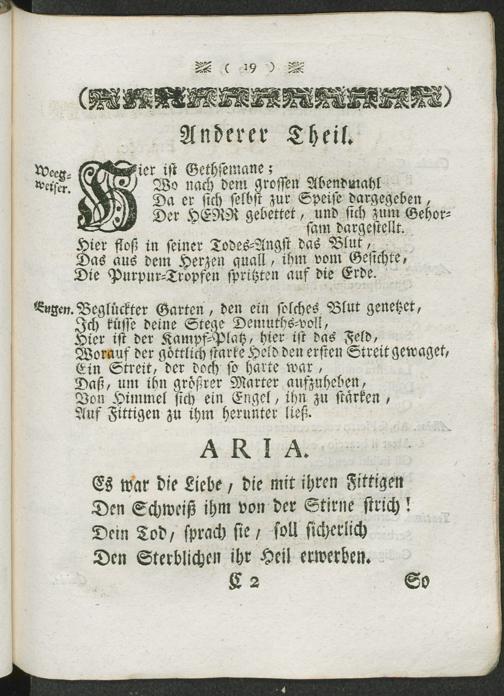 ( 19 )
Anderer Theil.
Weeg-
weiser.
Hier ist Gethsemane;
Wo nach dem grossen Abendmahl
Da er sich selbst zur Speise dargegeben,
Der HERR gebettet, und sich zum Gehor-
sam dargestellt.
Hier floß in seiner Todes-Angst das Blut,
Das aus dem Herzen quall, ihm vom Gesichte,
Die Purpur-Tropfen spritzten auf die Erde.
Eugen. Beglückter Garten, den ein solches Blut genetzet,
Ich küsse deine Stege Demuths-voll,
Hier ist der Kampf-Platz, hier ist das Feld,
Worauf der göttlich starke Held den ersten Streit gewaget,
Ein Streit, der doch so harte war,
Daß, um ihn größrer Marter aufzuheben,
Von Himmel sich ein Engel, ihn zu stärken,
Auf Fittigen zu ihm herunter ließ.
ARIA.
Es war die Liebe, die mit ihren Fittigen
Den Schweiß ihm von der Stirne strich!
Dein Tod, sprach sie, soll sicherlich
Den Sterblichen ihr Heil erwerben.
C 2
So